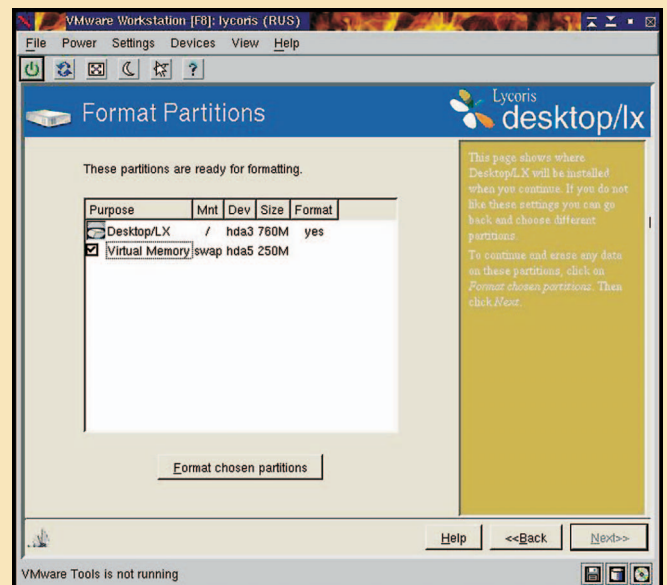 VMware Workstation [F8]: lycoris (RUS)
File Power Settings Devices View Help
?
Format Partitions
Lycoris
desktop/lx
These partitions are ready for formatting.
Purpose Mnt Dev Size Format
Desktop/LX / hda3 760M yes
Virtual Memory swap hda5 250M
Format chosen partitions
This page shows where
Desktop/LX will be installed
when you continue. If you do not
like these settings you can go
back and choose different
partitions.
To continue and erase any data
on these partitions, click on
Format chosen partitions. Then
click Next.
Help <<Back Next>>
VMware Tools is not running